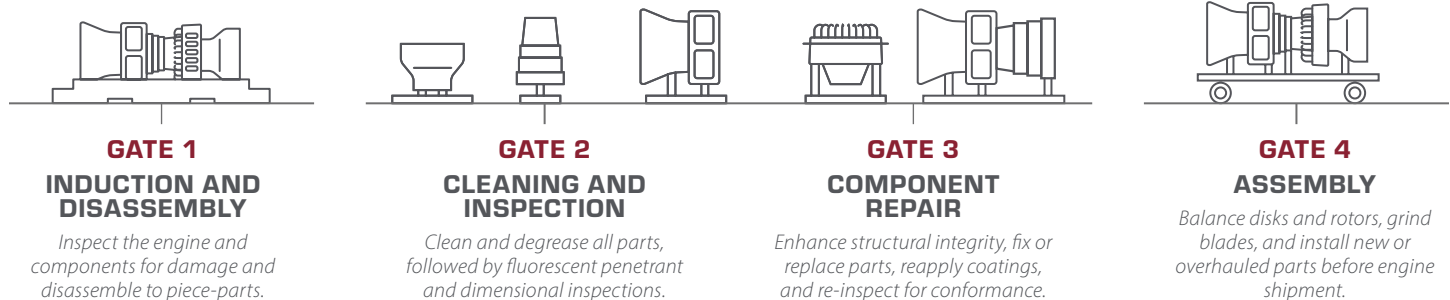 GATE 1
INDUCTION AND
DISASSEMBLY
Inspect the engine and
components for damage and
disassemble to piece-parts.
GATE 2
CLEANING AND
INSPECTION
Clean and degrease all parts,
followed by fluorescent penetrant
and dimensional inspections.
GATE 3
COMPONENT
REPAIR
Enhance structural integrity, fix or
replace parts, reapply coatings,
and re-inspect for conformance.
GATE 4
ASSEMBLY
Balance disks and rotors, grind
blades, and install new or
overhauled parts before engine
shipment.